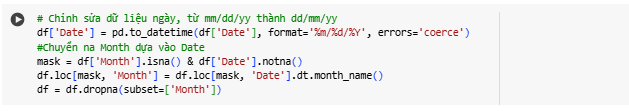 # Chỉnh sửa dữ liệu ngày, từ mm/dd/yy thành dd/mm/yy
df['Date'] = pd.to_datetime(df['Date'], format='%m/%d/%Y', errors='coerce')
#Chuyển na Month dựa vào Date
mask = df['Month'].isna() & df['Date'].notna()
df.loc[mask, 'Month'] = df.loc[mask, 'Date'].dt.month_name()
df = df.dropna(subset=['Month'])